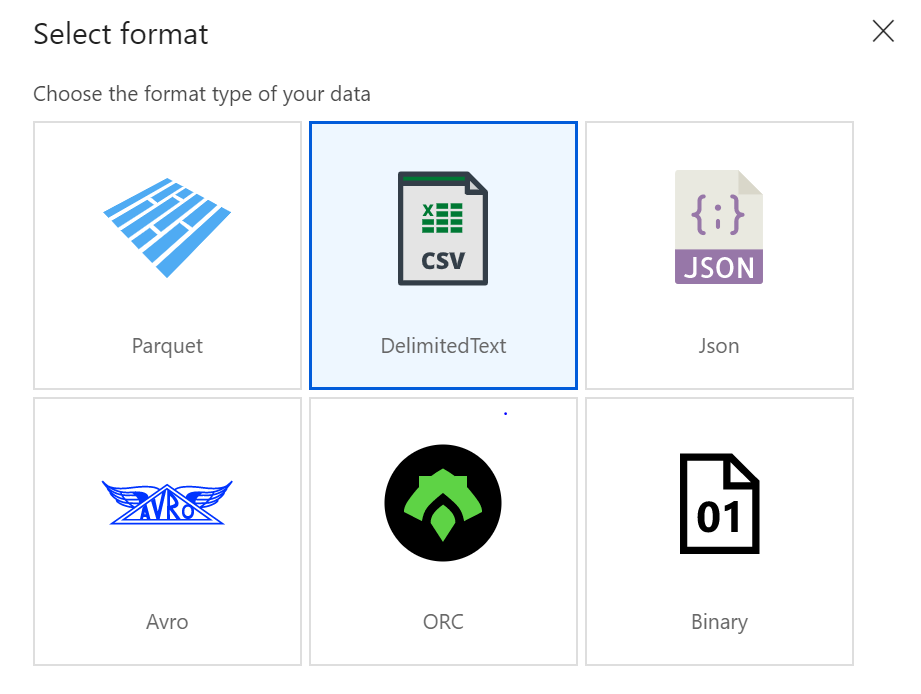 Select format
Choose the format type of your data
X
CSV
{;}
JSON
Parquet
DelimitedText
Json
AVRO
01
Avro
ORC
Binary